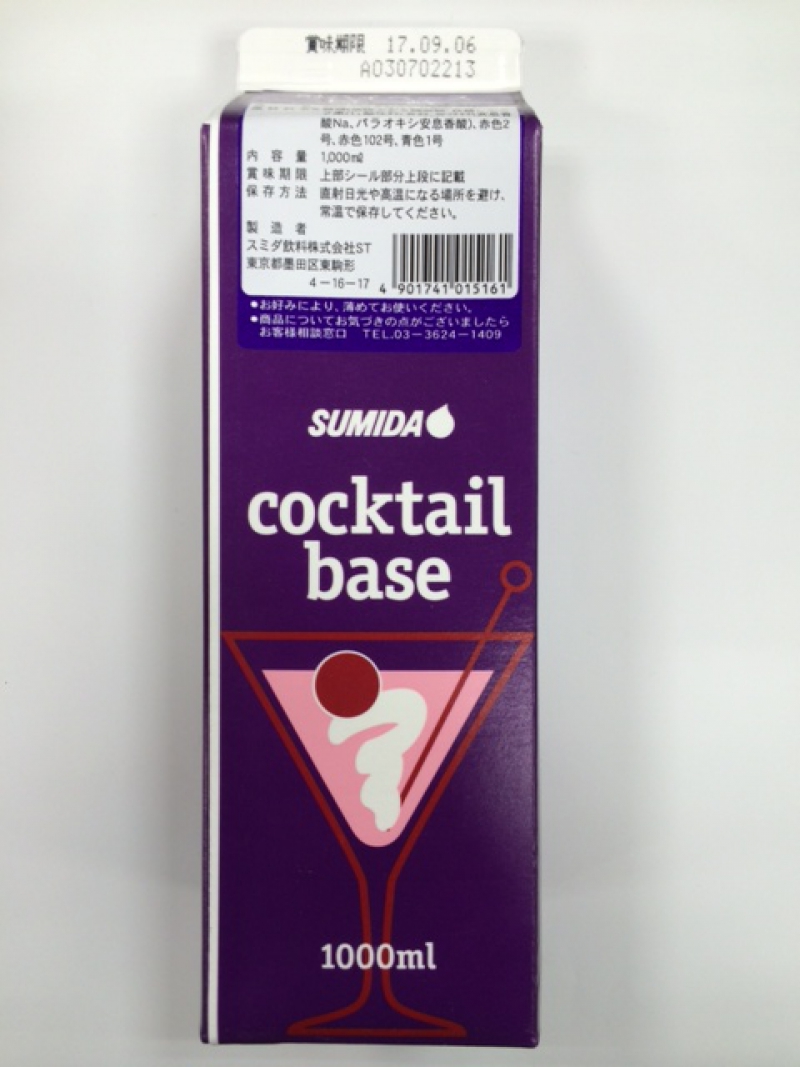 賞味期限 17.09.06
A030702213
酸Na、パラオキシ安息香酸)、赤色2
号、赤色102号、青色1号
内容量 1,000㎖
賞味期限 上部シール部分上段に記載
保存方法 直射日光や高温になる場所を避け、
常温で保存してください。
製造者
スミダ飲料株式会社ST
東京都墨田区東駒形
4-16-17
4 901741 015161
●お好みにより、薄めてお使いください。
●商品についてお気づきの点がございましたら
お客様相談窓口 TEL.03-3624-1409
SUMIDA
cocktail
base
1000ml